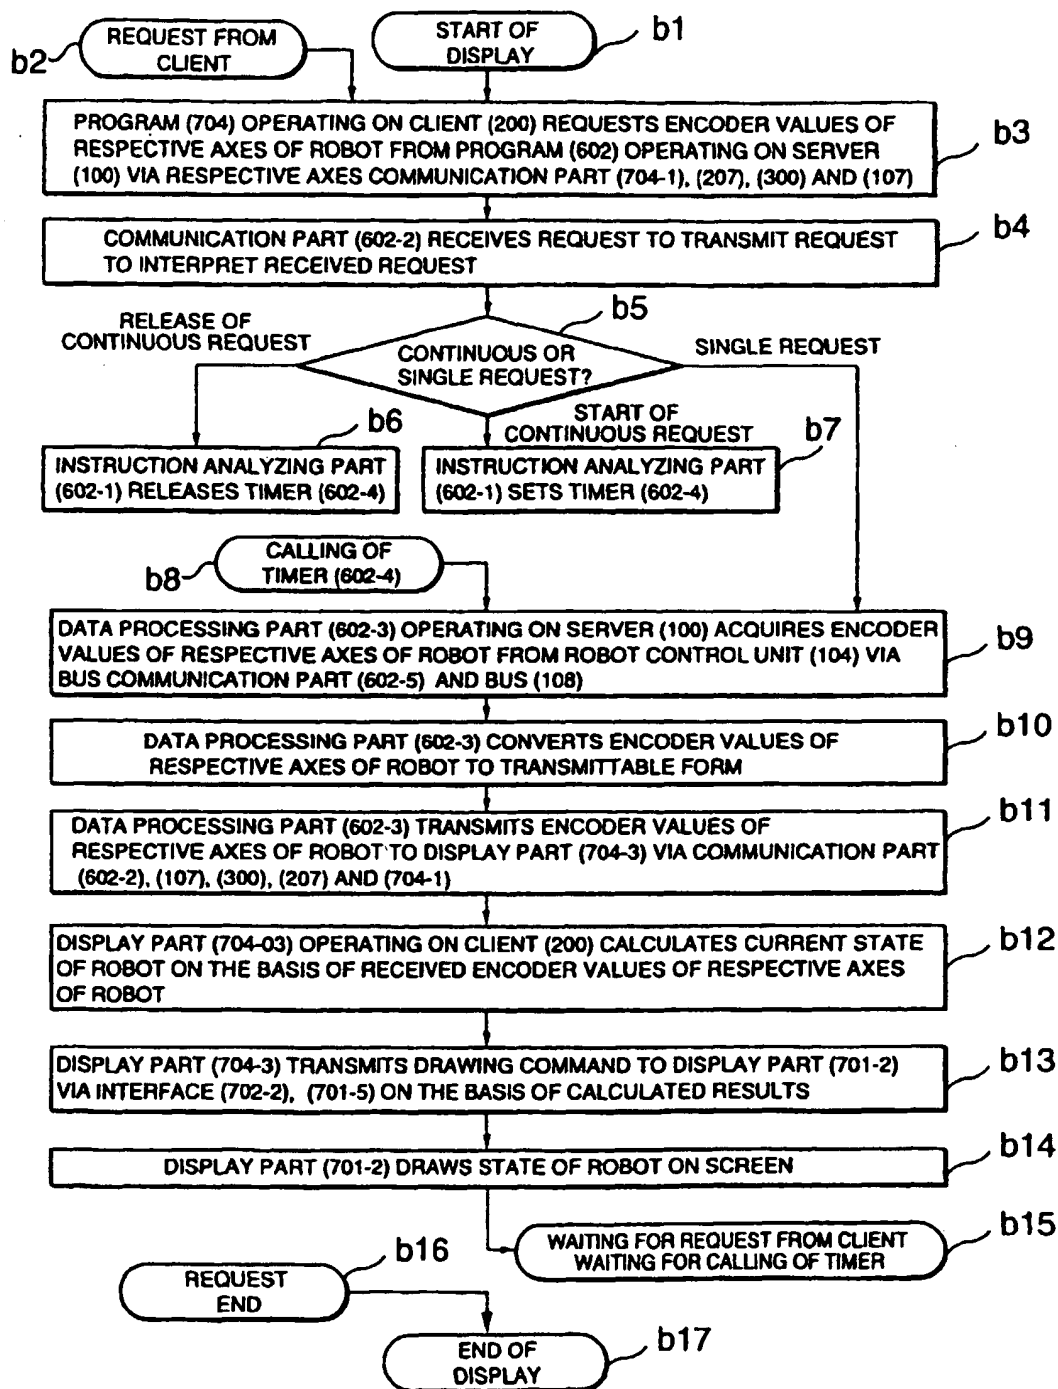 REQUEST FROM
CLIENT
b2
START OF
DISPLAY
b1
PROGRAM (704) OPERATING ON CLIENT (200) REQUESTS ENCODER VALUES OF
RESPECTIVE AXES OF ROBOT FROM PROGRAM (602) OPERATING ON SERVER
(100) VIA RESPECTIVE AXES COMMUNICATION PART (704-1), (207), (300) AND (107)
b3
COMMUNICATION PART (602-2) RECEIVES REQUEST TO TRANSMIT REQUEST
TO INTERPRET RECEIVED REQUEST
b4
b5
CONTINUOUS OR
SINGLE REQUEST?
RELEASE OF
CONTINUOUS REQUEST
SINGLE REQUEST
START OF
CONTINUOUS REQUEST
b6
INSTRUCTION ANALYZING PART
(602-1) RELEASES TIMER (602-4)
b7
INSTRUCTION ANALYZING PART
(602-1) SETS TIMER (602-4)
b8
CALLING OF
TIMER (602-4)
DATA PROCESSING PART (602-3) OPERATING ON SERVER (100) ACQUIRES ENCODER
VALUES OF RESPECTIVE AXES OF ROBOT FROM ROBOT CONTROL UNIT (104) VIA
BUS COMMUNICATION PART (602-5) AND BUS (108)
b9
DATA PROCESSING PART (602-3) CONVERTS ENCODER VALUES OF
RESPECTIVE AXES OF ROBOT TO TRANSMITTABLE FORM
b10
DATA PROCESSING PART (602-3) TRANSMITS ENCODER VALUES OF
RESPECTIVE AXES OF ROBOT TO DISPLAY PART (704-3) VIA COMMUNICATION PART
(602-2), (107), (300), (207) AND (704-1)
b11
DISPLAY PART (704-03) OPERATING ON CLIENT (200) CALCULATES CURRENT STATE
OF ROBOT ON THE BASIS OF RECEIVED ENCODER VALUES OF RESPECTIVE AXES
OF ROBOT
b12
DISPLAY PART (704-3) TRANSMITS DRAWING COMMAND TO DISPLAY PART (701-2)
VIA INTERFACE (702-2), (701-5) ON THE BASIS OF CALCULATED RESULTS
b13
DISPLAY PART (701-2) DRAWS STATE OF ROBOT ON SCREEN
b14
WAITING FOR REQUEST FROM CLIENT
WAITING FOR CALLING OF TIMER
b15
b16
REQUEST
END
END OF
DISPLAY
b17